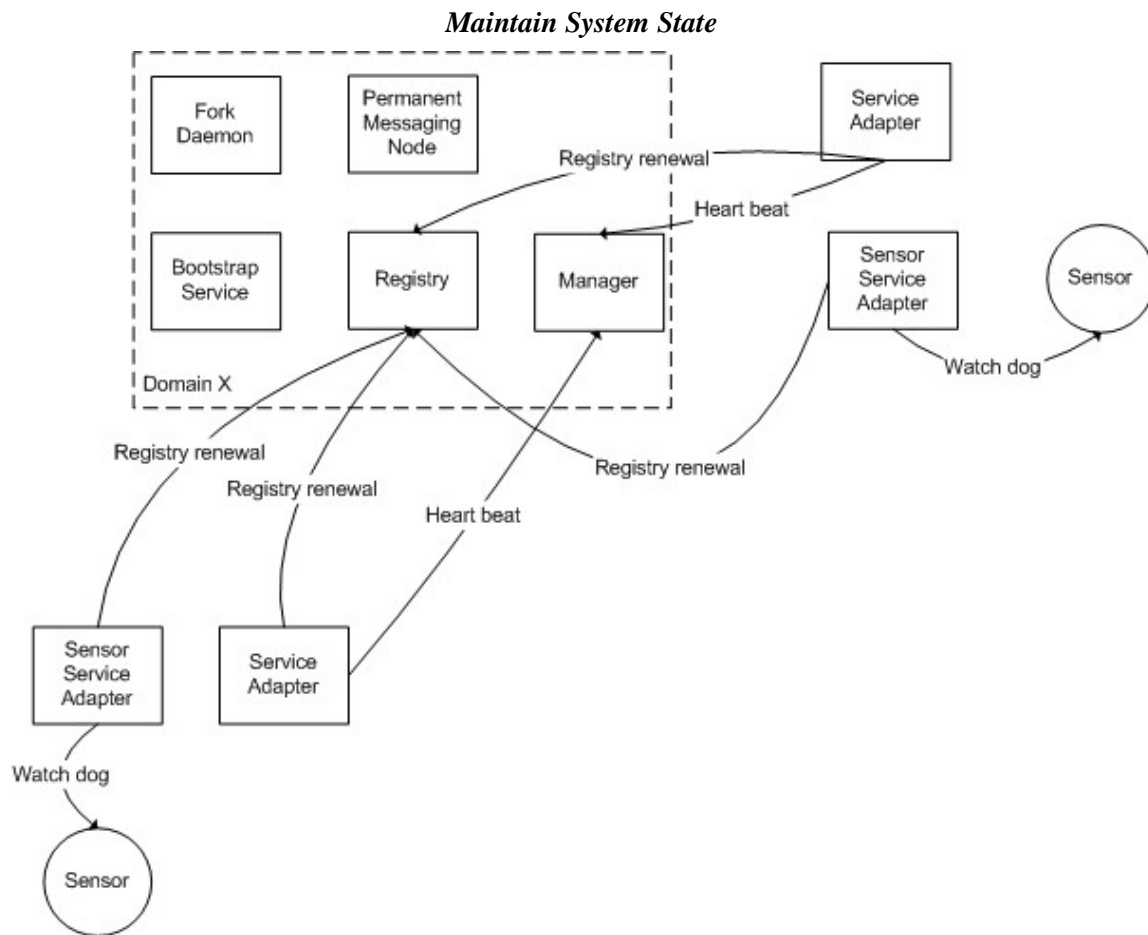 Maintain System State
Fork
Daemon
Permanent
Messaging
Node
Service
Adapter
Registry renewal
Heart beat
Bootstrap
Service
Registry
Manager
Sensor
Service
Adapter
Sensor
Watch dog
Domain X
Registry renewal
Registry renewal
Registry renewal
Heart beat
Sensor
Service
Adapter
Service
Adapter
Watch dog
Sensor